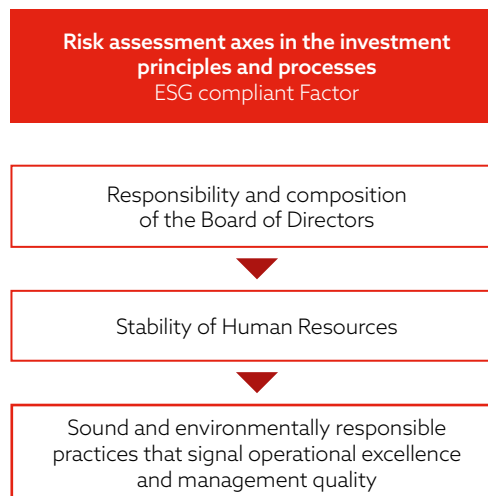 Risk assessment axes in the investment
principles and processes
ESG compliant Factor
Responsibility and composition
of the Board of Directors
Stability of Human Resources
Sound and environmentally responsible
practices that signal operational excellence
and management quality